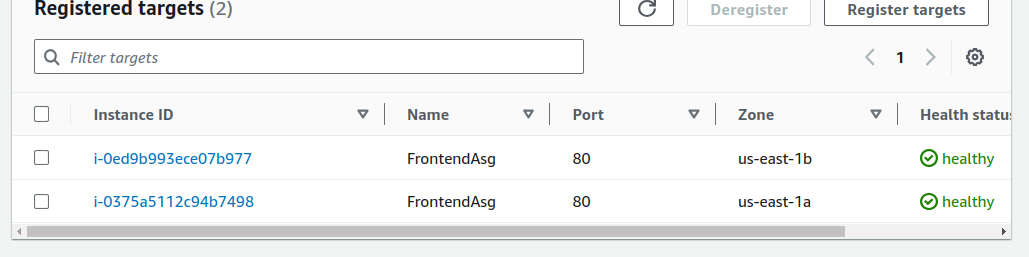 Registered targets (2)
Deregister
Register targets
Filter targets
1
Instance ID Name Port Zone Health status
i-0ed9b993ece07b977 FrontendAsg 80 us-east-1b healthy
i-0375a5112c94b7498 FrontendAsg 80 us-east-1a healthy